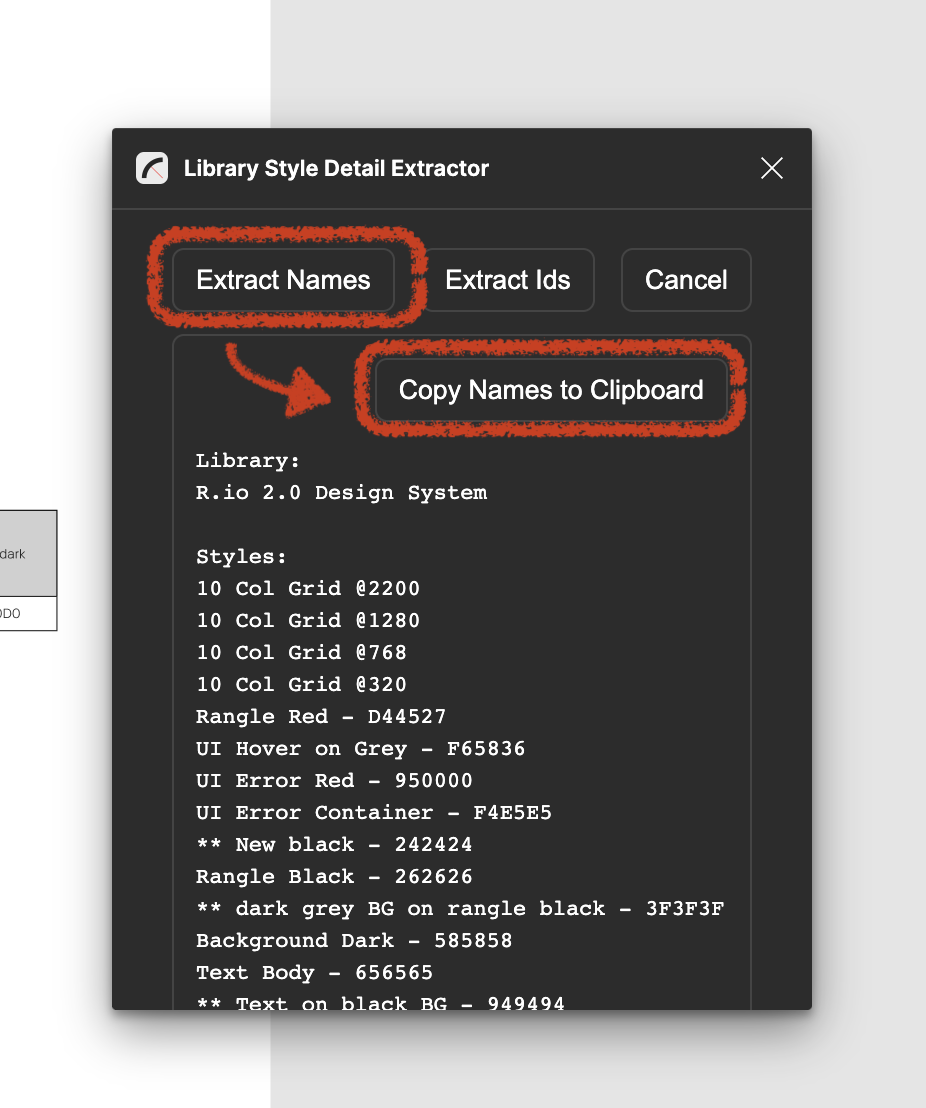 Library Style Detail Extractor
Extract Names
Extract Ids
Cancel
Copy Names to Clipboard
Library:
R.io 2.0 Design System
Styles:
10 Col Grid @2200
10 Col Grid @1280
10 Col Grid @768
10 Col Grid @320
Rangle Red – D44527
UI Hover on Grey – F65836
UI Error Red – 950000
UI Error Container – F4E5E5
** New black – 242424
Rangle Black – 262626
** dark grey BG on rangle black – 3F3F3F
Background Dark – 585858
Text Body – 656565
** Text on black BG – 949494
dark